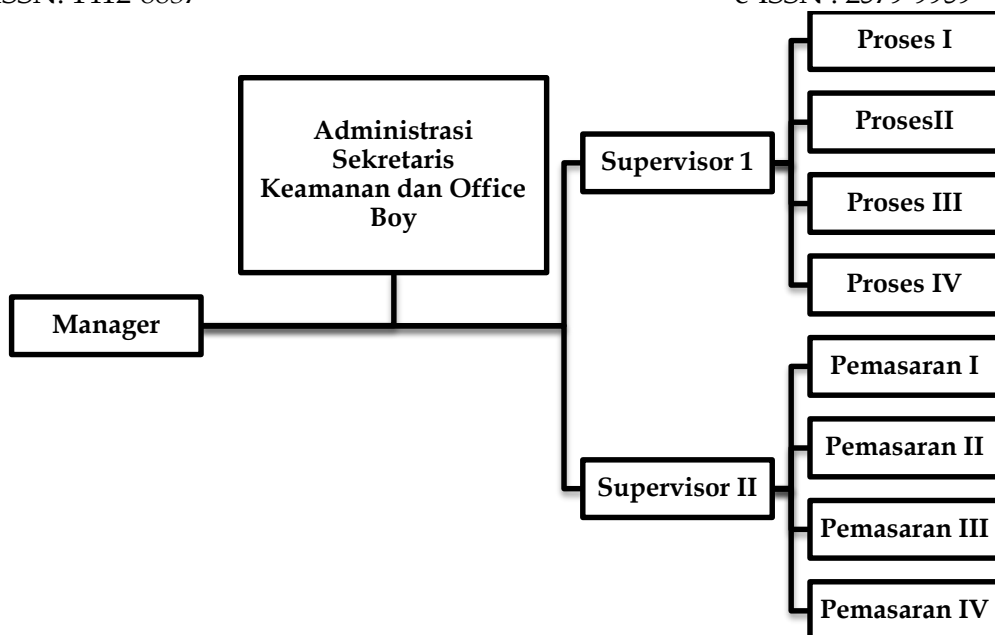 Proses I
Administrasi
Sekretaris
Keamanan dan Office
Boy
ProsesII
Supervisor 1
Proses III
Proses IV
Manager
Pemasaran I
Pemasaran II
Supervisor II
Pemasaran III
Pemasaran IV